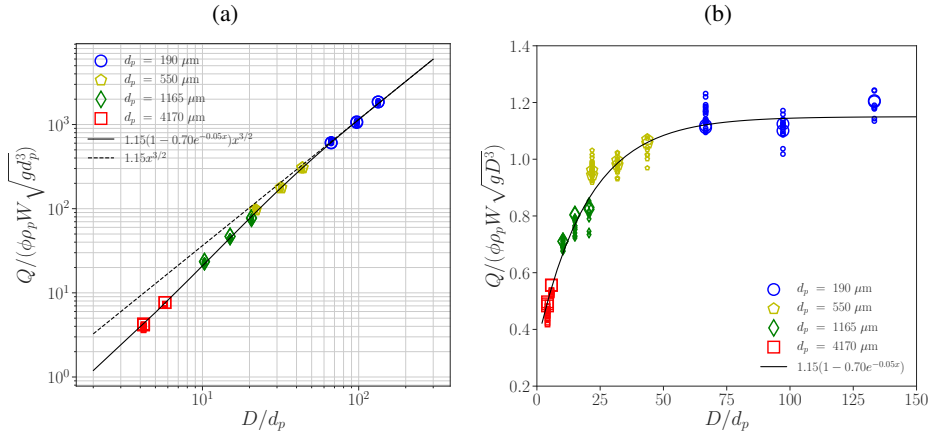 (a)
(b)
Q/(ϕρ_pW√(gd_p^3))
10^3
10^2
10^1
10^0
10^1
10^2
D/d_p
d_p = 190 μm
d_p = 550 μm
d_p = 1165 μm
d_p = 4170 μm
1.15(1 − 0.70e^{−0.05x})x^{3/2}
1.15x^{3/2}
Q/(ϕρ_pW√(gD^3))
1.4
1.2
1.0
0.8
0.6
0.4
0.2
0
25
50
75
100
125
150
D/d_p
d_p = 190 μm
d_p = 550 μm
d_p = 1165 μm
d_p = 4170 μm
1.15(1 − 0.70e^{−0.05x})